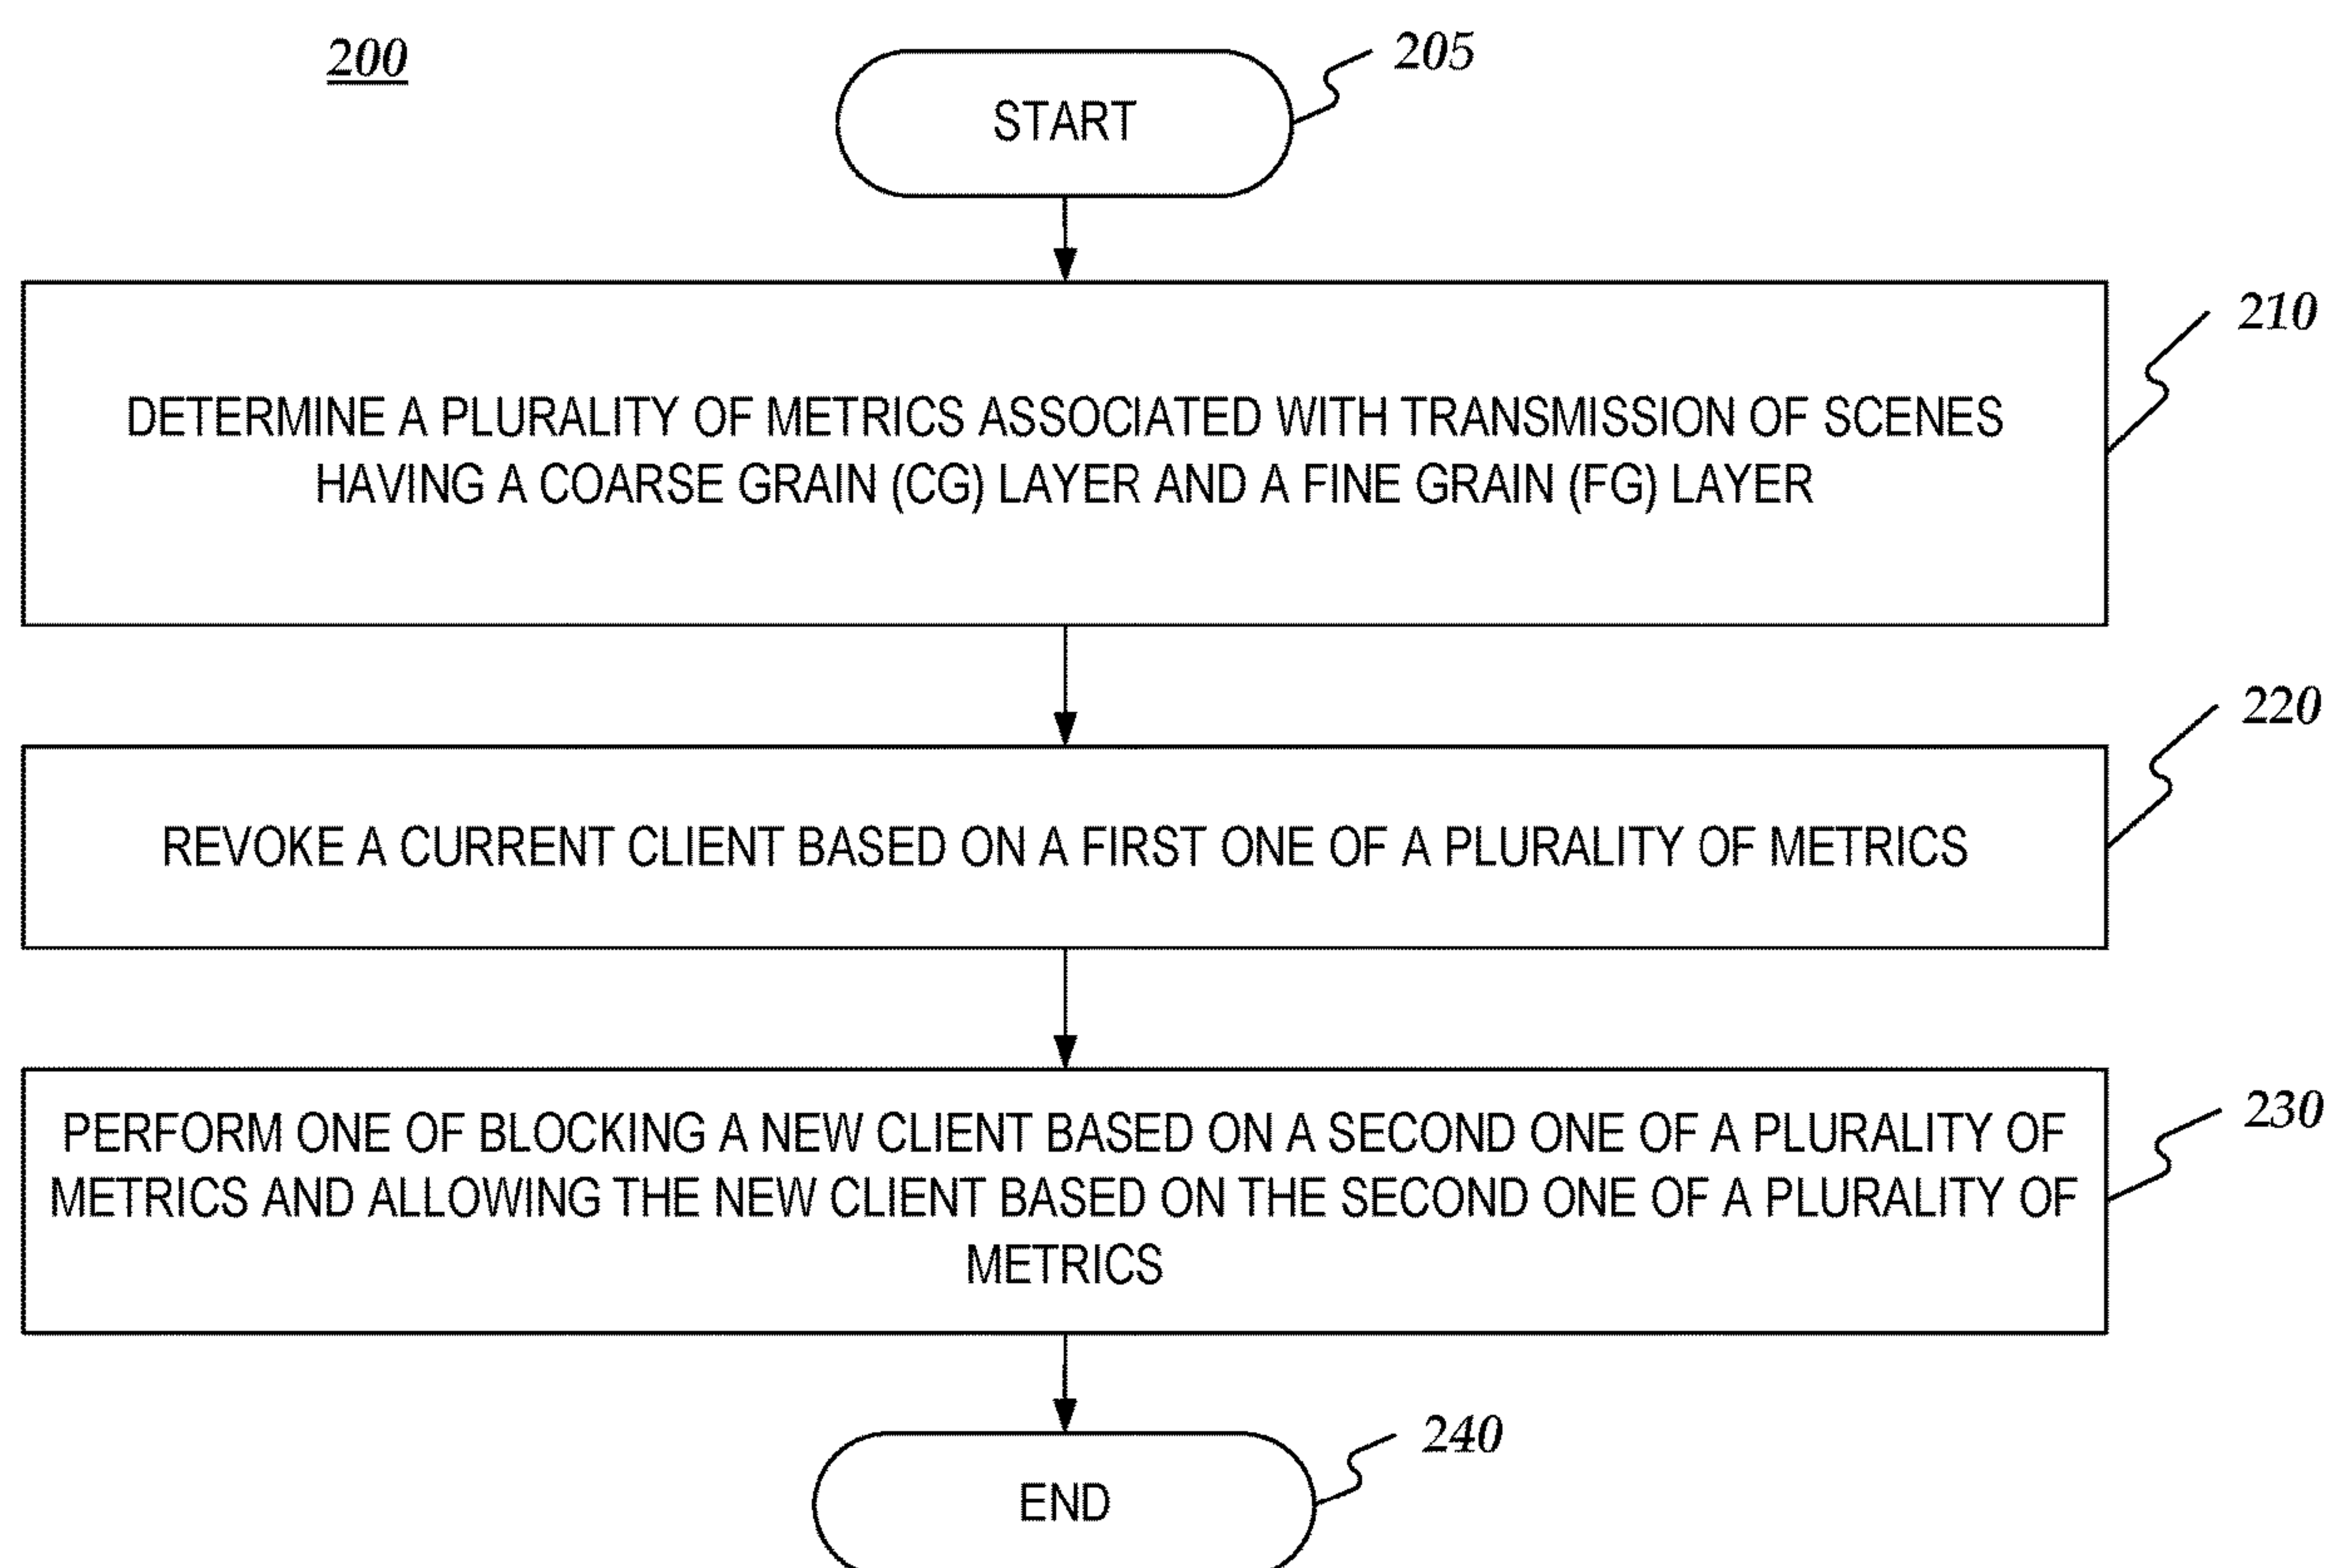 200
START
205
210
DETERMINE A PLURALITY OF METRICS ASSOCIATED WITH TRANSMISSION OF SCENES
HAVING A COARSE GRAIN (CG) LAYER AND A FINE GRAIN (FG) LAYER
220
REVOKE A CURRENT CLIENT BASED ON A FIRST ONE OF A PLURALITY OF METRICS
230
PERFORM ONE OF BLOCKING A NEW CLIENT BASED ON A SECOND ONE OF A PLURALITY OF
METRICS AND ALLOWING THE NEW CLIENT BASED ON THE SECOND ONE OF A PLURALITY OF
METRICS
240
END